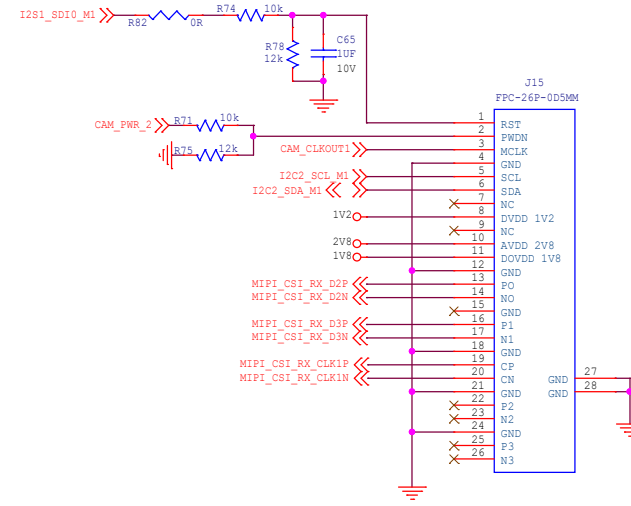 I2S1_SDI0_M1
R82
0R
R74
10k
R78
12k
C65
1UF
10V
J15
FPC-26P-0D5MM
CAM_PWR_2
R71
10k
R75
12k
CAM_CLKOUT1
I2C2_SCL_M1
I2C2_SDA_M1
1V2
2V8
1V8
MIPI_CSI_RX_D2P
MIPI_CSI_RX_D2N
MIPI_CSI_RX_D3P
MIPI_CSI_RX_D3N
MIPI_CSI_RX_CLK1P
MIPI_CSI_RX_CLK1N
1 RST
2 PWDN
3 MCLK
4 GND
5 SCL
6 SDA
7 NC
8 DVDD 1V2
9 NC
10 AVDD 2V8
11 DOVDD 1V8
12 GND
13 PO
14 NO
15 GND
16 P1
17 N1
18 GND
19 CP
20 CN
21 GND
22 P2
23 N2
24 GND
25 P3
26 N3
GND 27
GND 28